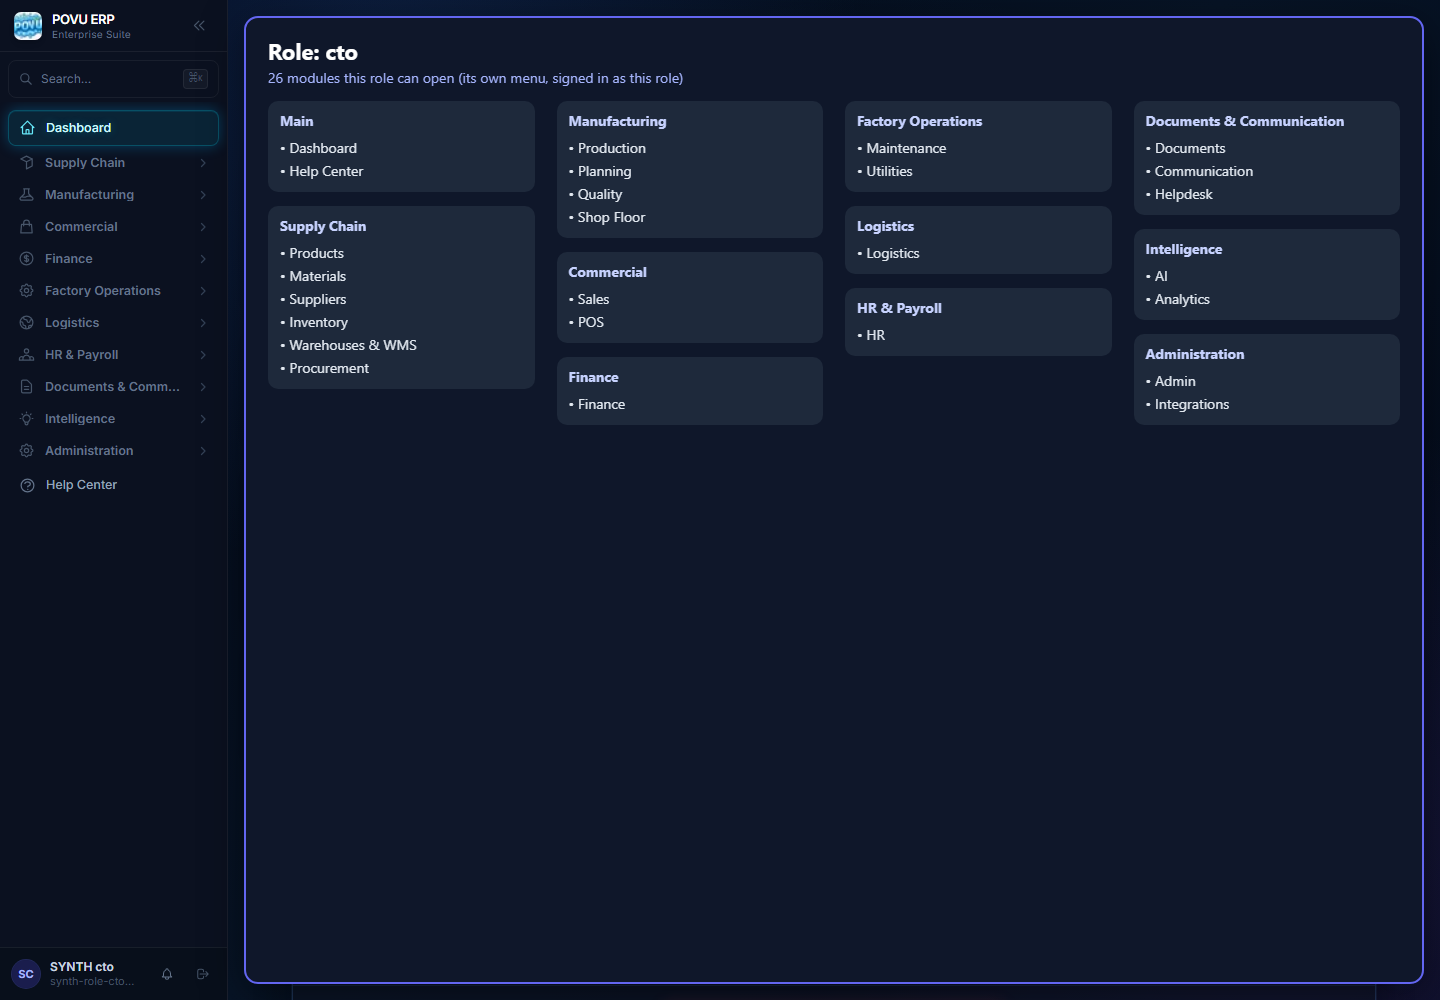 POVU ERP
Enterprise Suite
Search...
⌘K
Dashboard
Supply Chain
Manufacturing
Commercial
Finance
Factory Operations
Logistics
HR & Payroll
Documents & Comm...
Intelligence
Administration
Help Center
SC
SYNTH cto
synth-role-cto...
Role: cto
26 modules this role can open (its own menu, signed in as this role)
Main
• Dashboard
• Help Center
Supply Chain
• Products
• Materials
• Suppliers
• Inventory
• Warehouses & WMS
• Procurement
Manufacturing
• Production
• Planning
• Quality
• Shop Floor
Commercial
• Sales
• POS
Finance
• Finance
Factory Operations
• Maintenance
• Utilities
Logistics
• Logistics
HR & Payroll
• HR
Documents & Communication
• Documents
• Communication
• Helpdesk
Intelligence
• AI
• Analytics
Administration
• Admin
• Integrations